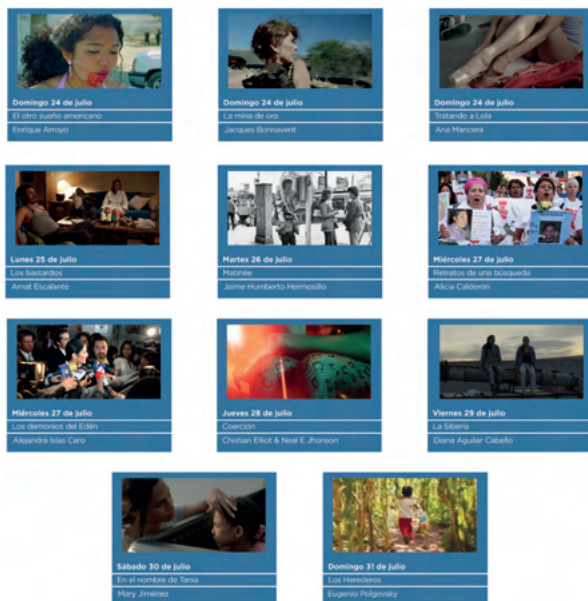 Domingo 24 de julio
El otro sueño americano
Enrique Arroyo
Domingo 24 de julio
La mina de oro
Jacques Bonnavent
Domingo 24 de julio
Tratando a Lola
Ana Mancera
Lunes 25 de julio
Los bastardos
Amat Escalante
Martes 26 de julio
Matinée
Jaime Humberto Hermosillo
Miércoles 27 de julio
Retratos de una búsqueda
Alicia Calderón
Miércoles 27 de julio
Los demonios del Edén
Alejandra Islas Caro
Jueves 28 de julio
Coerción
Chistian Elliot & Neal E Jhonson
Viernes 29 de julio
La Siberia
Diana Aguilar Cabello
Sábado 30 de julio
En el nombre de Tania
Mary Jiménez
Domingo 31 de julio
Los Herederos
Eugenio Polgovsky